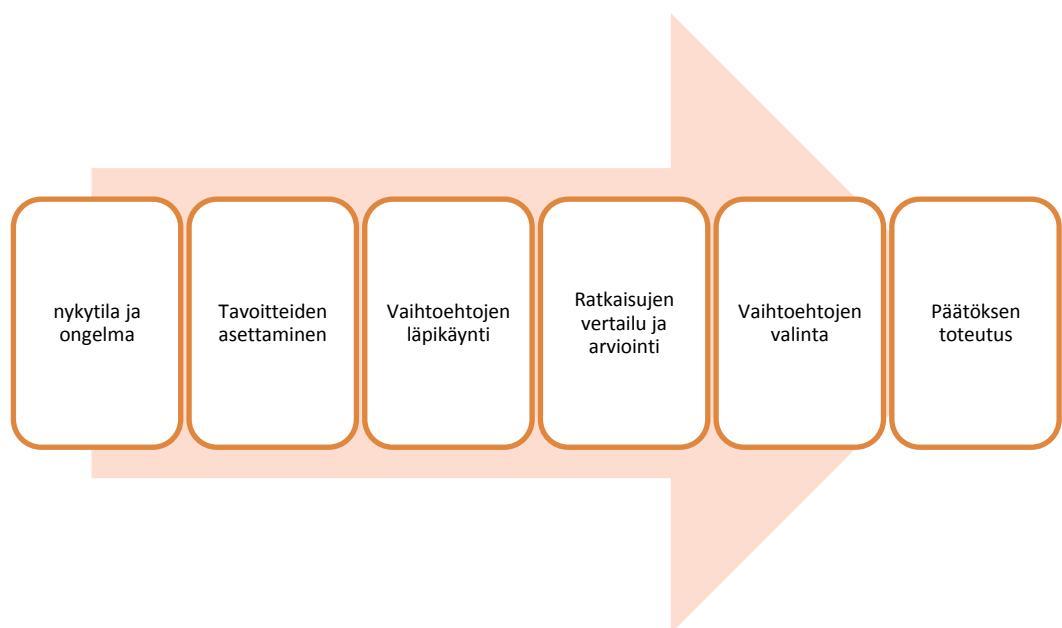 nykytila ja
ongelma
Tavoitteiden
asettaminen
Vaihtoehtojen
läpikäynti
Ratkaisujen
vertailu ja
arviointi
Vaihtoehtojen
valinta
Päätöksen
toteutus